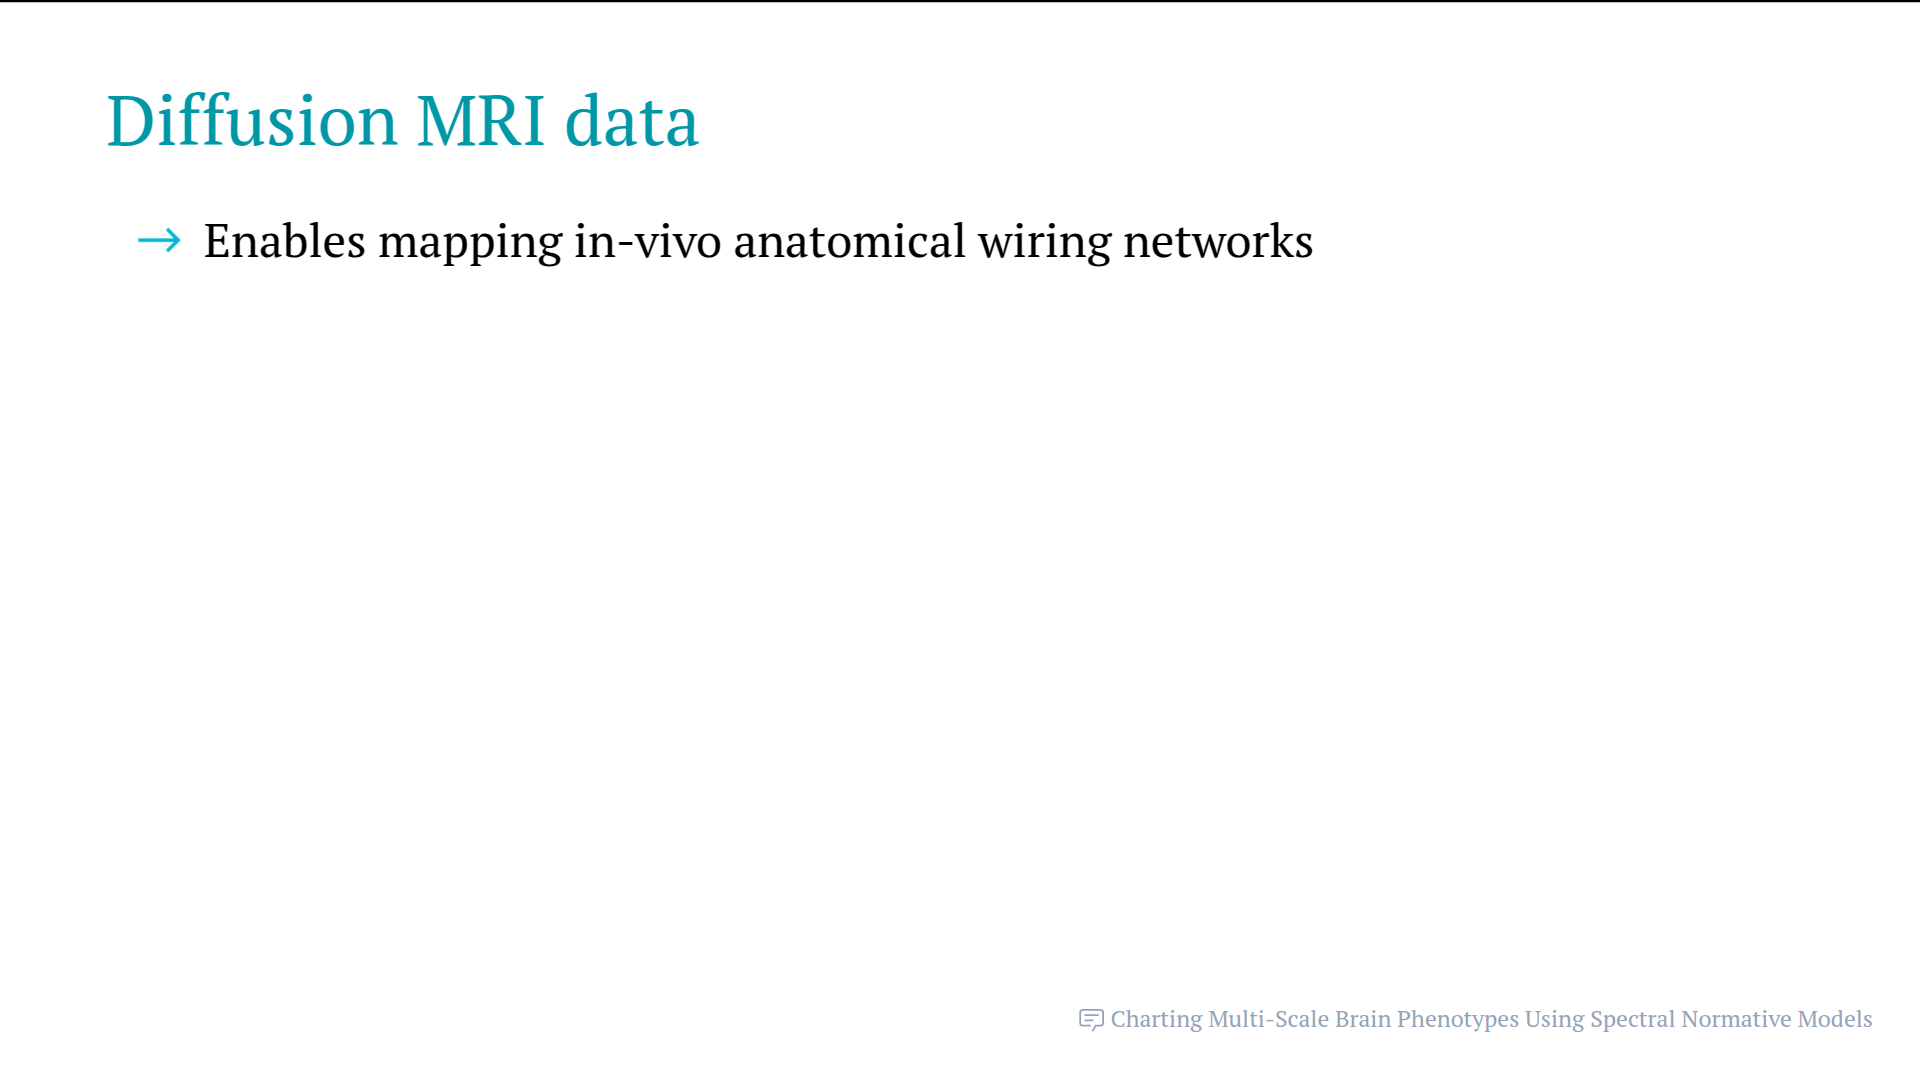 Diffusion MRI data
→ Enables mapping in-vivo anatomical wiring networks
Charting Multi-Scale Brain Phenotypes Using Spectral Normative Models